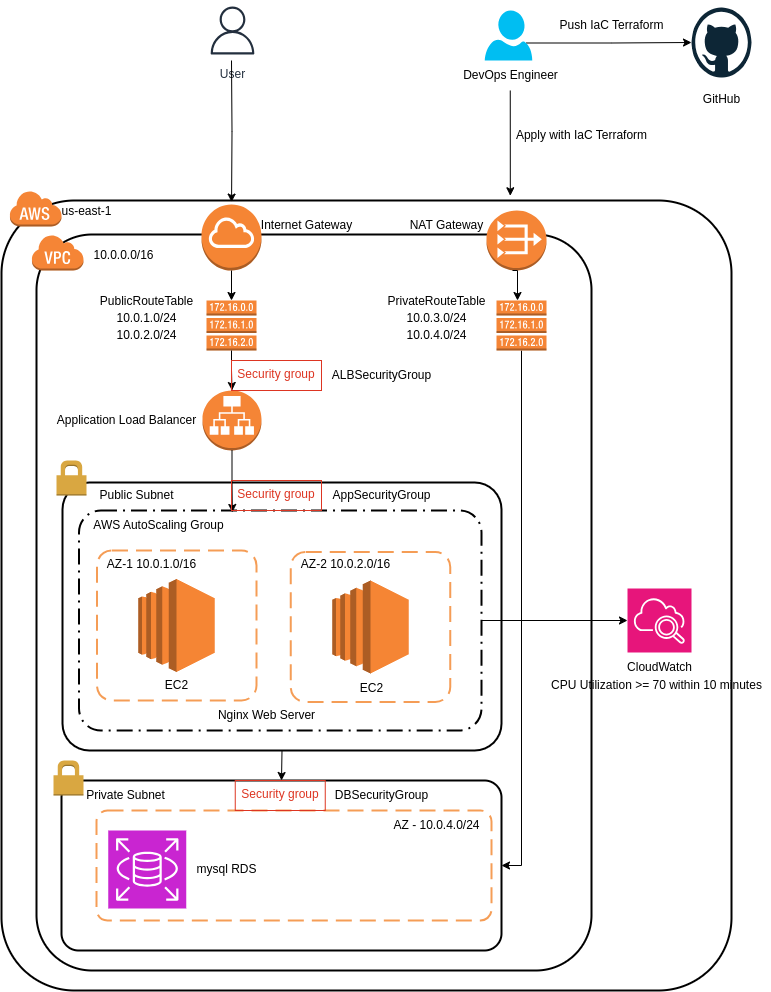 Push IaC Terraform
User
DevOps Engineer
GitHub
Apply with IaC Terraform
AWS
us-east-1
Internet Gateway
NAT Gateway
VPC
10.0.0.0/16
PublicRouteTable
10.0.1.0/24
10.0.2.0/24
172.16.0.0
172.16.1.0
172.16.2.0
PrivateRouteTable
10.0.3.0/24
10.0.4.0/24
172.16.0.0
172.16.1.0
172.16.2.0
Security group
ALBSecurityGroup
Application Load Balancer
Public Subnet
Security group
AppSecurityGroup
AWS AutoScaling Group
AZ-1 10.0.1.0/16
AZ-2 10.0.2.0/16
EC2
EC2
Nginx Web Server
CloudWatch
CPU Utilization >= 70 within 10 minutes
Private Subnet
Security group
DBSecurityGroup
AZ - 10.0.4.0/24
mysql RDS